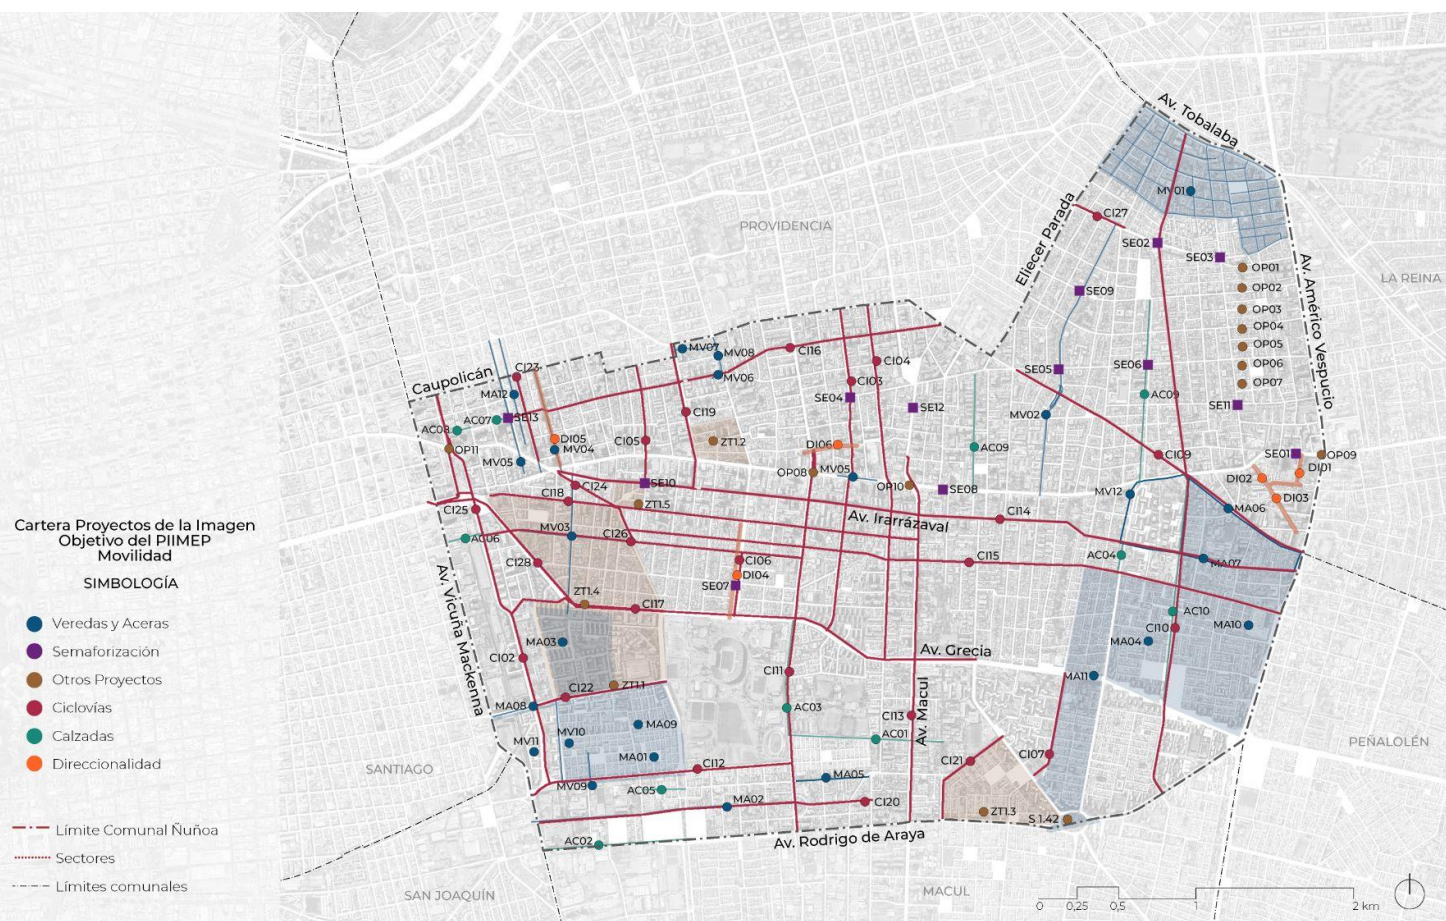 Av. Tobalaba
MV01
Eliecer Parada
CI27
PROVIDENCIA
SE02
SE03
Av. Américo Vespucio
OP01
LA REINA
OP02
SE09
OP03
OP04
OP05
OP06
OP07
MV07
MV08
CI16
CI04
MV06
CI03
SE05
SE06
Caupolicán
CI23
MA12
SE04
SE12
AC09
SE11
MV02
AC07
SE13
AC08
CI19
CI05
ZT1.2
DI05
MV04
DI06
AC09
OP11
MV05
CI09
SE01
OP09
DI01
DI02
DI03
OP08
MV05
SE10
OP10
SE08
MV12
CI24
CI18
ZT1.5
CI25
CI14
MA06
Av. Irarrázaval
MV03
CI26
AC06
CI28
CI06
CI15
AC04
MA07
DI04
SE07
ZT1.4
CI17
AC10
CI10
MA10
MA04
MA03
Av. Vicuña Mackenna
CI02
Av. Grecia
CI11
MA11
ZT1.1
CI22
MA08
AC03
CI13
Av. Macul
MA09
MV10
AC01
MV11
MA01
CI12
CI21
CI07
PEÑALOLÉN
SANTIAGO
MV09
AC05
MA05
MA02
CI20
ZT1.3
S 1.42
AC02
Av. Rodrigo de Araya
SAN JOAQUÍN
MACUL
Cartera Proyectos de la Imagen
Objetivo del PIIMEP
Movilidad
SIMBOLOGÍA
Veredas y Aceras
Semaforización
Otros Proyectos
Ciclovías
Calzadas
Direccionalidad
Límite Comunal Ñuñoa
Sectores
Límites comunales
0 0,25 0,5 1 2 km